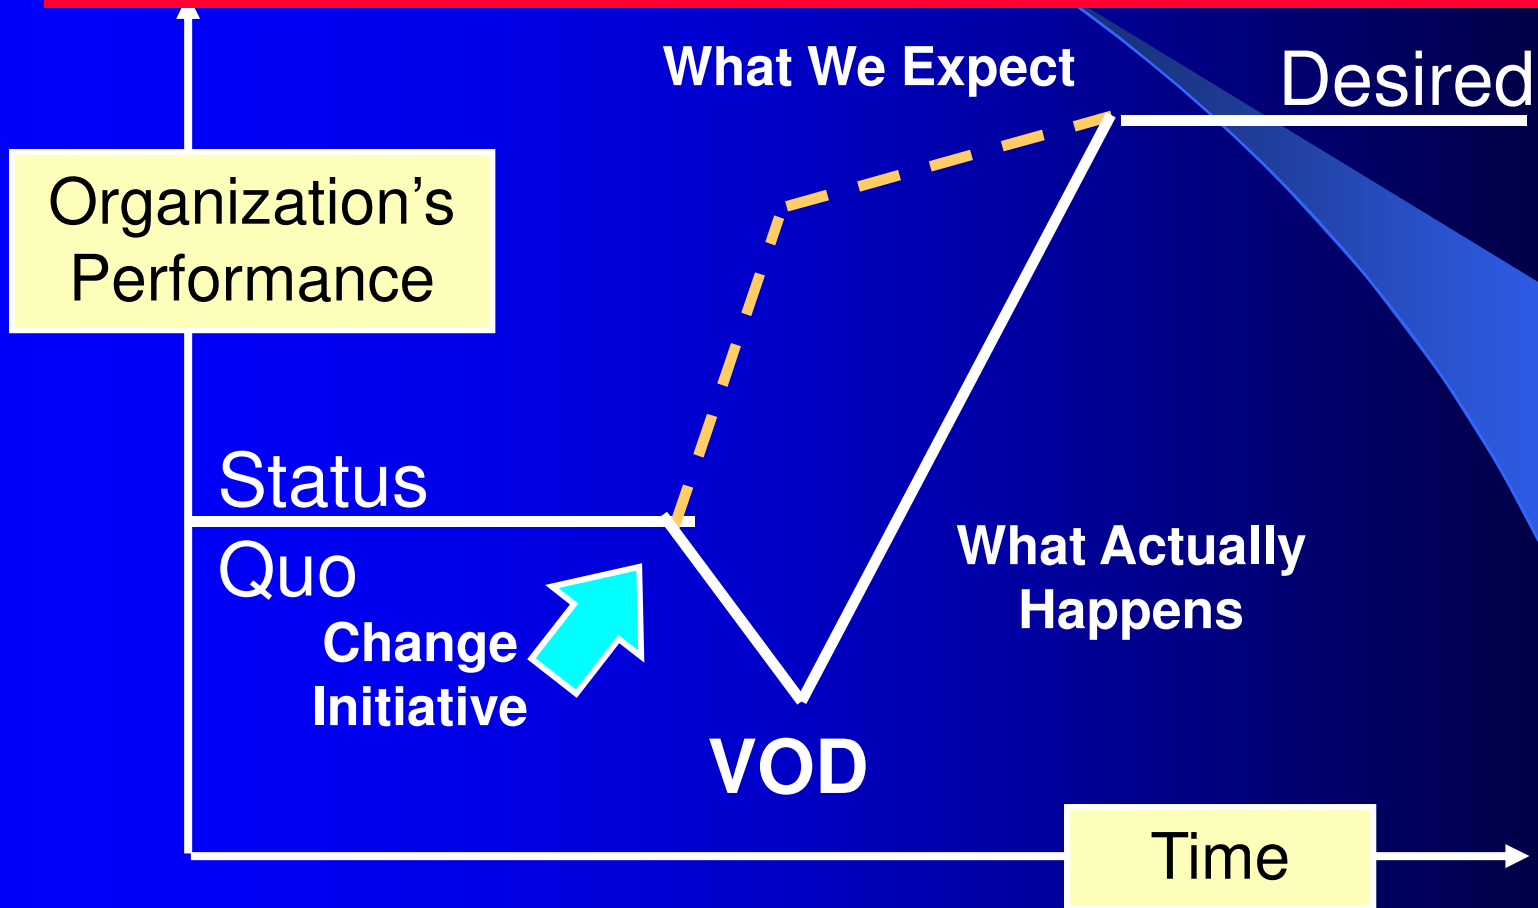 What We Expect
Desired
Organization’s
Performance
Status
Quo
Change
Initiative
What Actually
Happens
VOD
Time